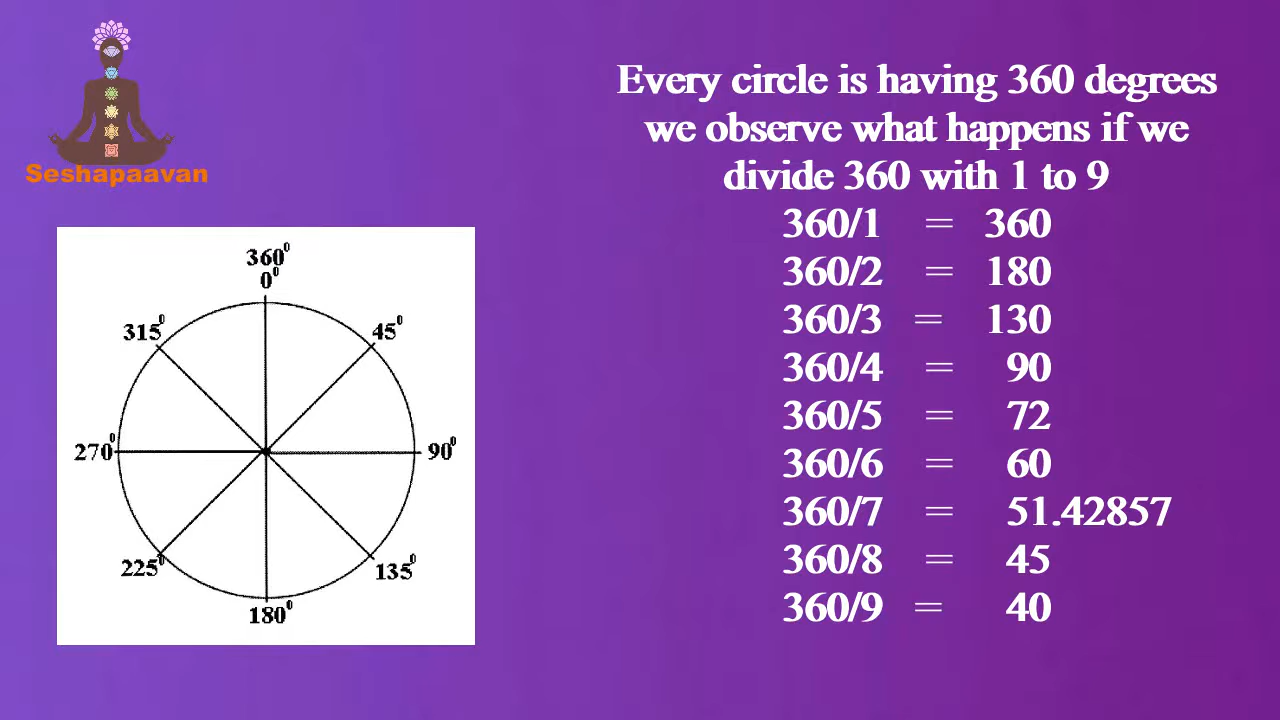 Seshapaavan
Every circle is having 360 degrees
we observe what happens if we
divide 360 with 1 to 9
360/1 = 360
360/2 = 180
360/3 = 130
360/4 = 90
360/5 = 72
360/6 = 60
360/7 = 51.42857
360/8 = 45
360/9 = 40
360⁰
0⁰
315⁰
45⁰
270⁰
90⁰
225⁰
135⁰
180⁰